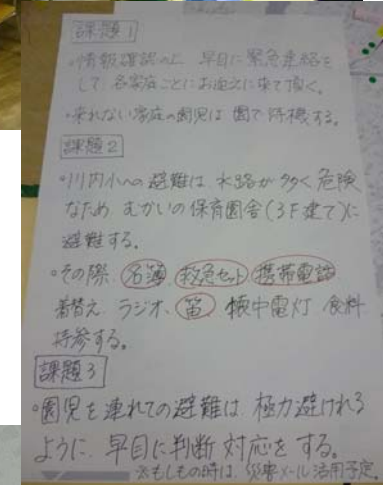 課題1
・情報確認の上、早目に緊急連絡を
して、各家庭ごとにお迎えに来て頂く。
・来れない家庭の園児は 園で待機する。
課題2
・川内小への避難は 水路が多く危険
なため むかいの保育園舎(3F建て)に
避難する。
・その際、名簿 救急セット 携帯電話
着替え ラジオ、笛 懐中電灯 食料
持参する。
課題3
・園児を連れての避難は 極力避けれる
ように、早目に判断 対応を する。
※もしもの時は、災害メール活用予定。